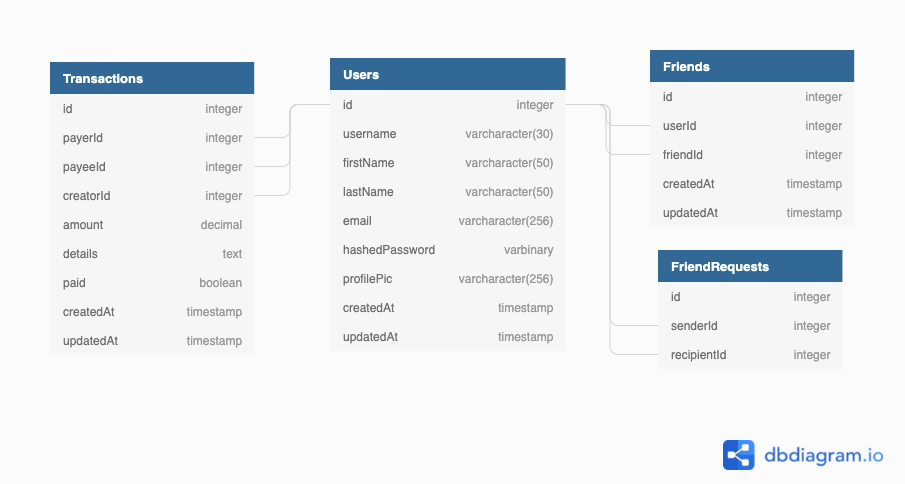 Transactions
id integer
payerId integer
payeeId integer
creatorId integer
amount decimal
details text
paid boolean
createdAt timestamp
updatedAt timestamp
Users
id integer
username varcharacter(30)
firstName varcharacter(50)
lastName varcharacter(50)
email varcharacter(256)
hashedPassword varbinary
profilePic varcharacter(256)
createdAt timestamp
updatedAt timestamp
Friends
id integer
userId integer
friendId integer
createdAt timestamp
updatedAt timestamp
FriendRequests
id integer
senderId integer
recipientId integer
dbdiagram.io